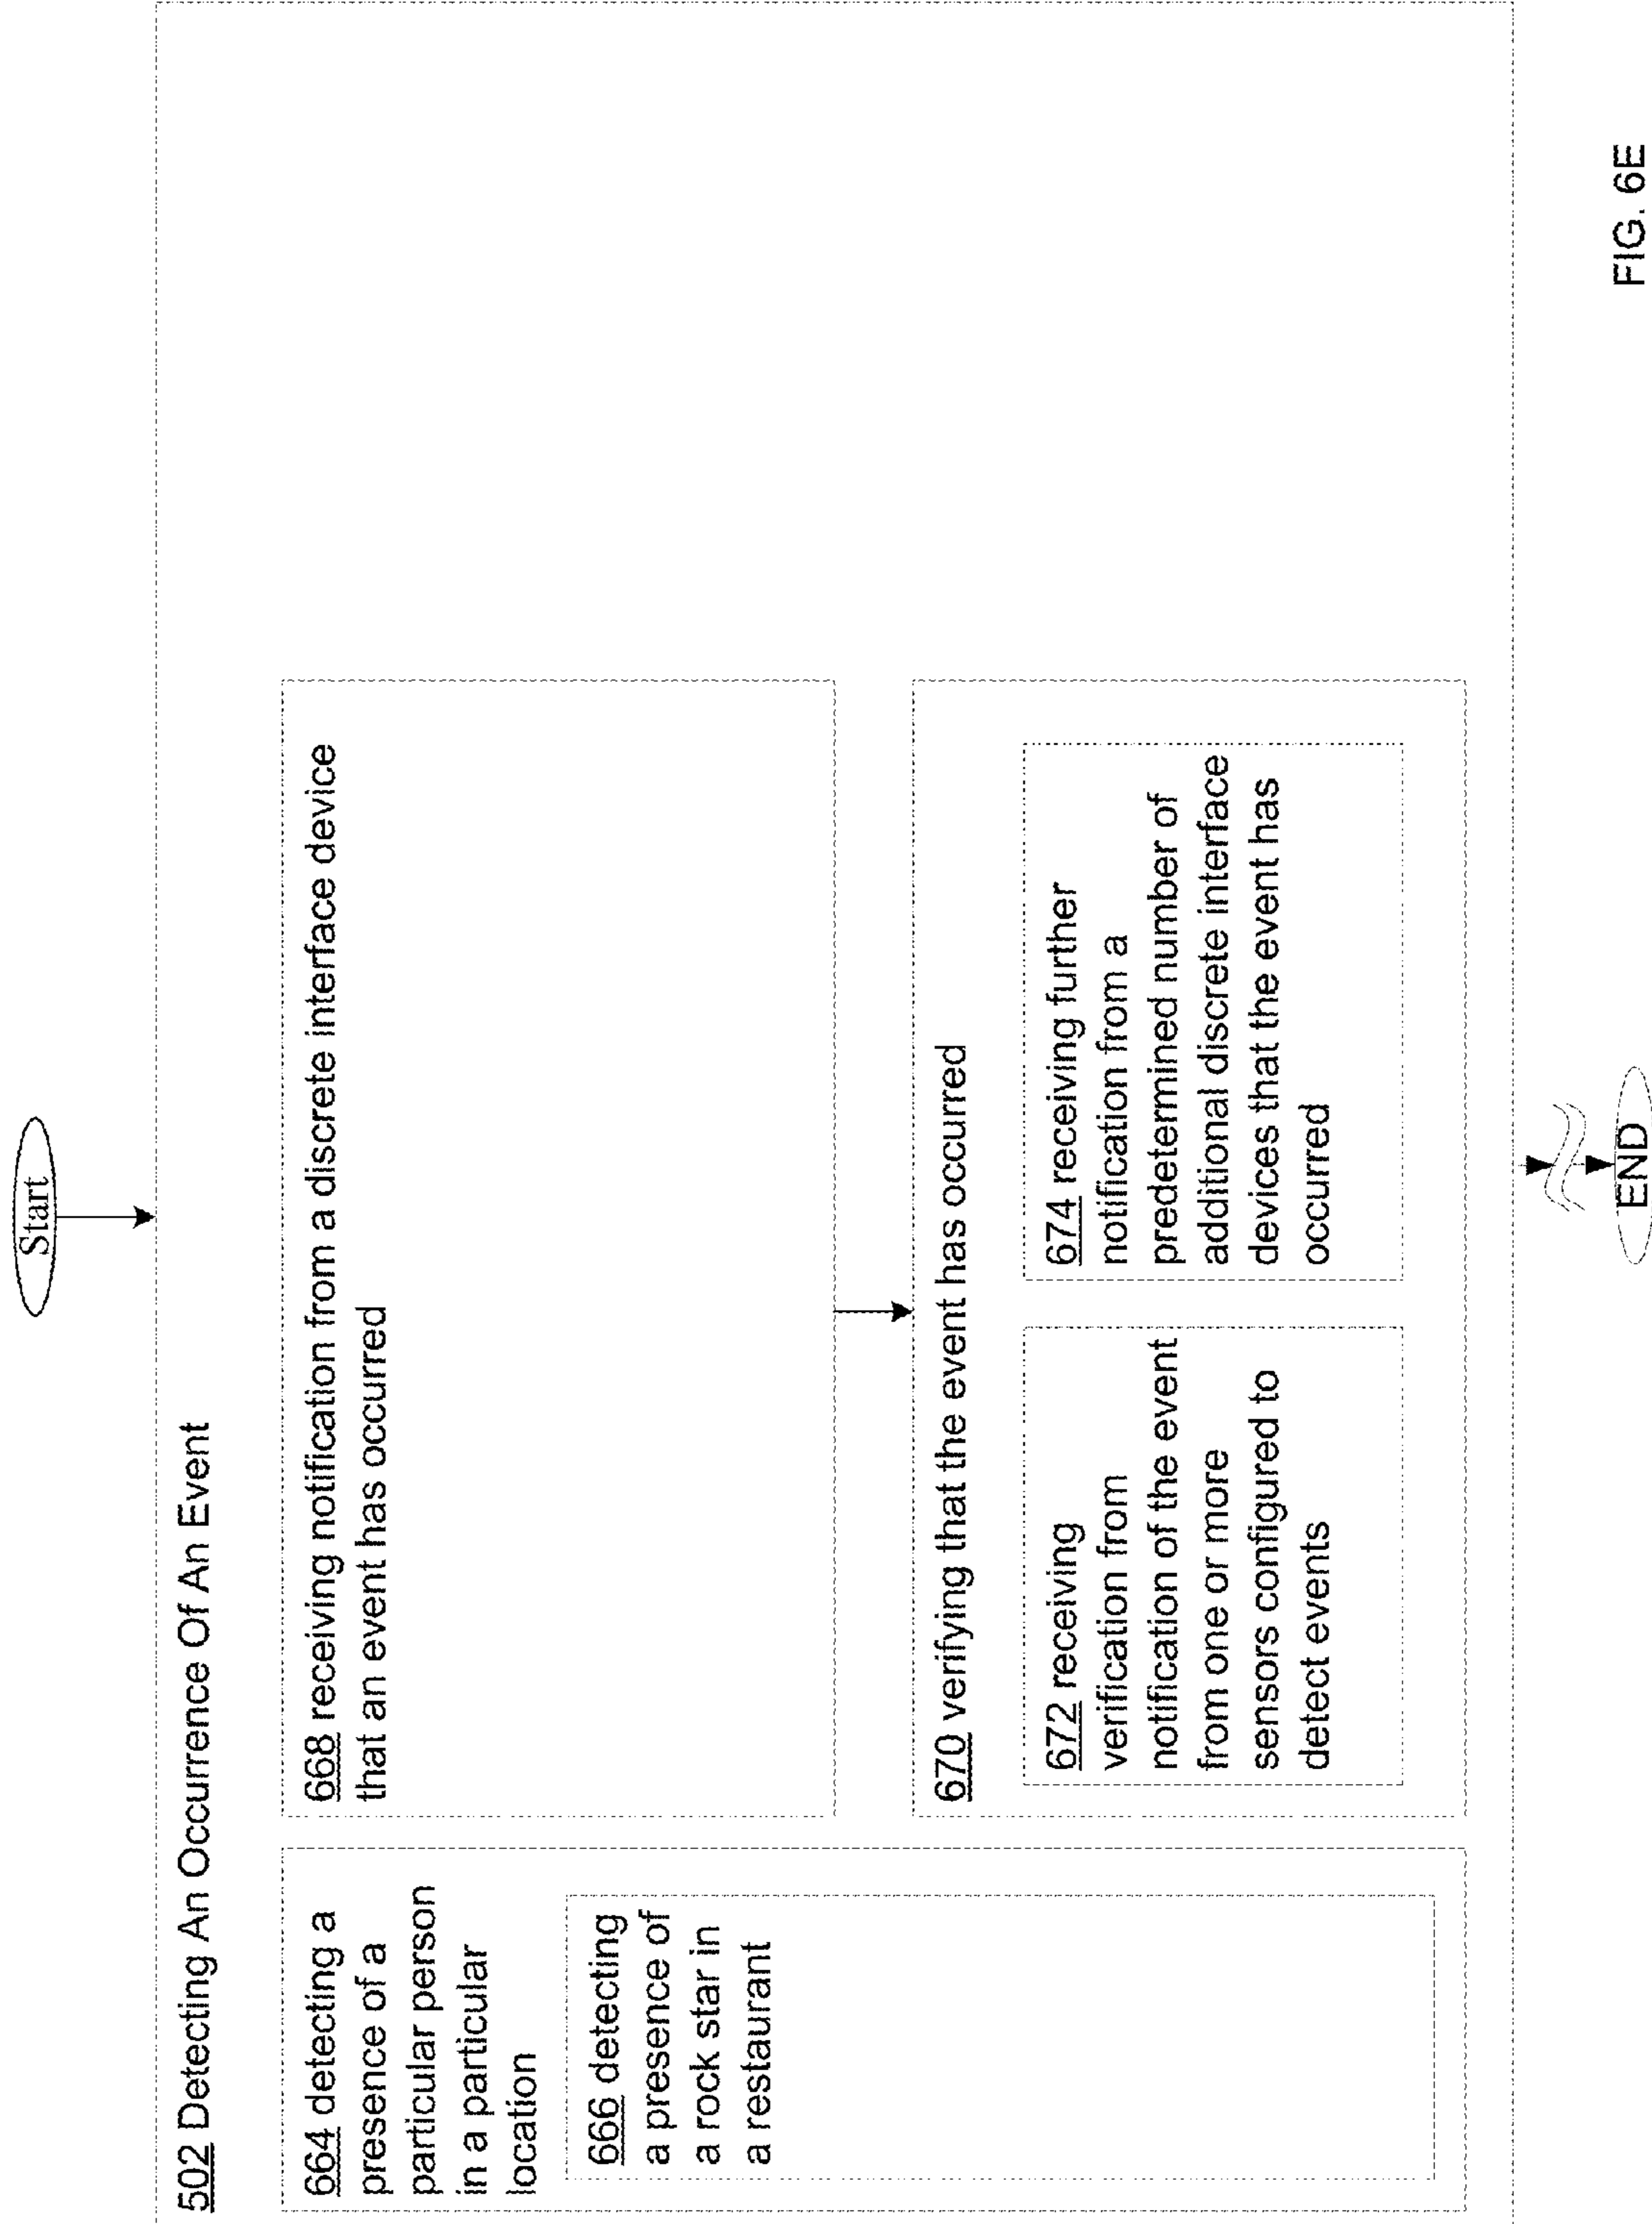 Start
502 Detecting An Occurrence Of An Event
664 detecting a
presence of a
particular person
in a particular
location
666 detecting
a presence of
a rock star in
a restaurant
668 receiving notification from a discrete interface device
that an event has occurred
670 verifying that the event has occurred
672 receiving
verification from
notification of the event
from one or more
sensors configured to
detect events
674 receiving further
notification from a
predetermined number of
additional discrete interface
devices that the event has
occurred
END
FIG. 6E